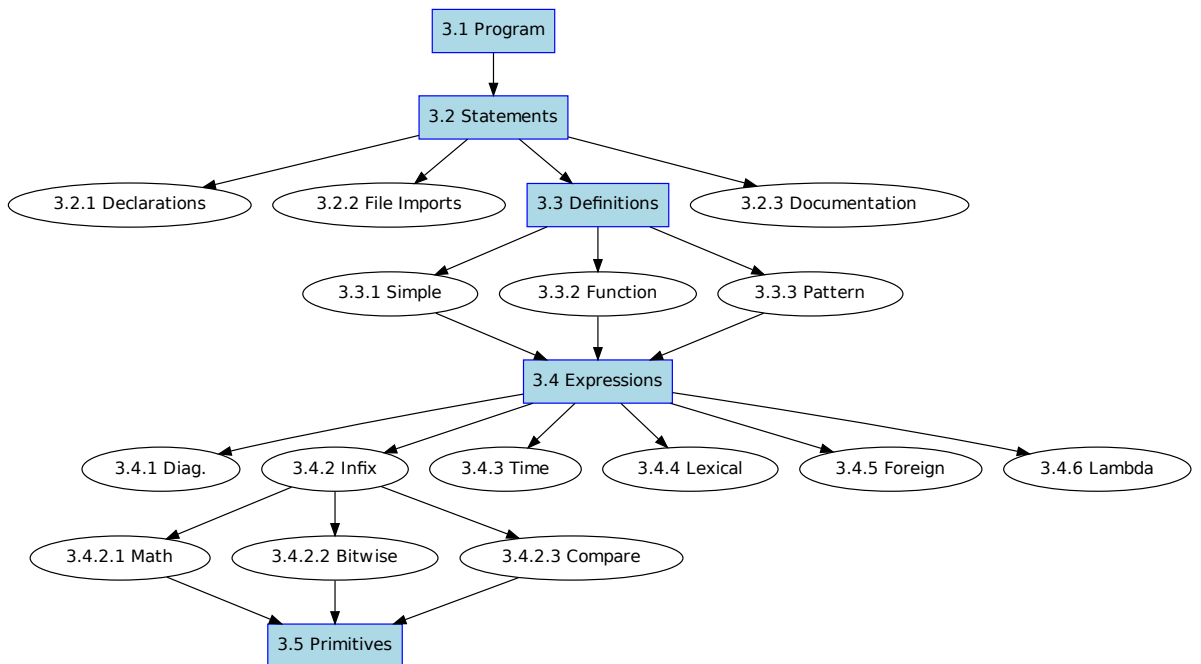 3.1 Program
3.2 Statements
3.2.1 Declarations
3.2.2 File Imports
3.3 Definitions
3.2.3 Documentation
3.3.1 Simple
3.3.2 Function
3.3.3 Pattern
3.4 Expressions
3.4.1 Diag.
3.4.2 Infix
3.4.3 Time
3.4.4 Lexical
3.4.5 Foreign
3.4.6 Lambda
3.4.2.1 Math
3.4.2.2 Bitwise
3.4.2.3 Compare
3.5 Primitives